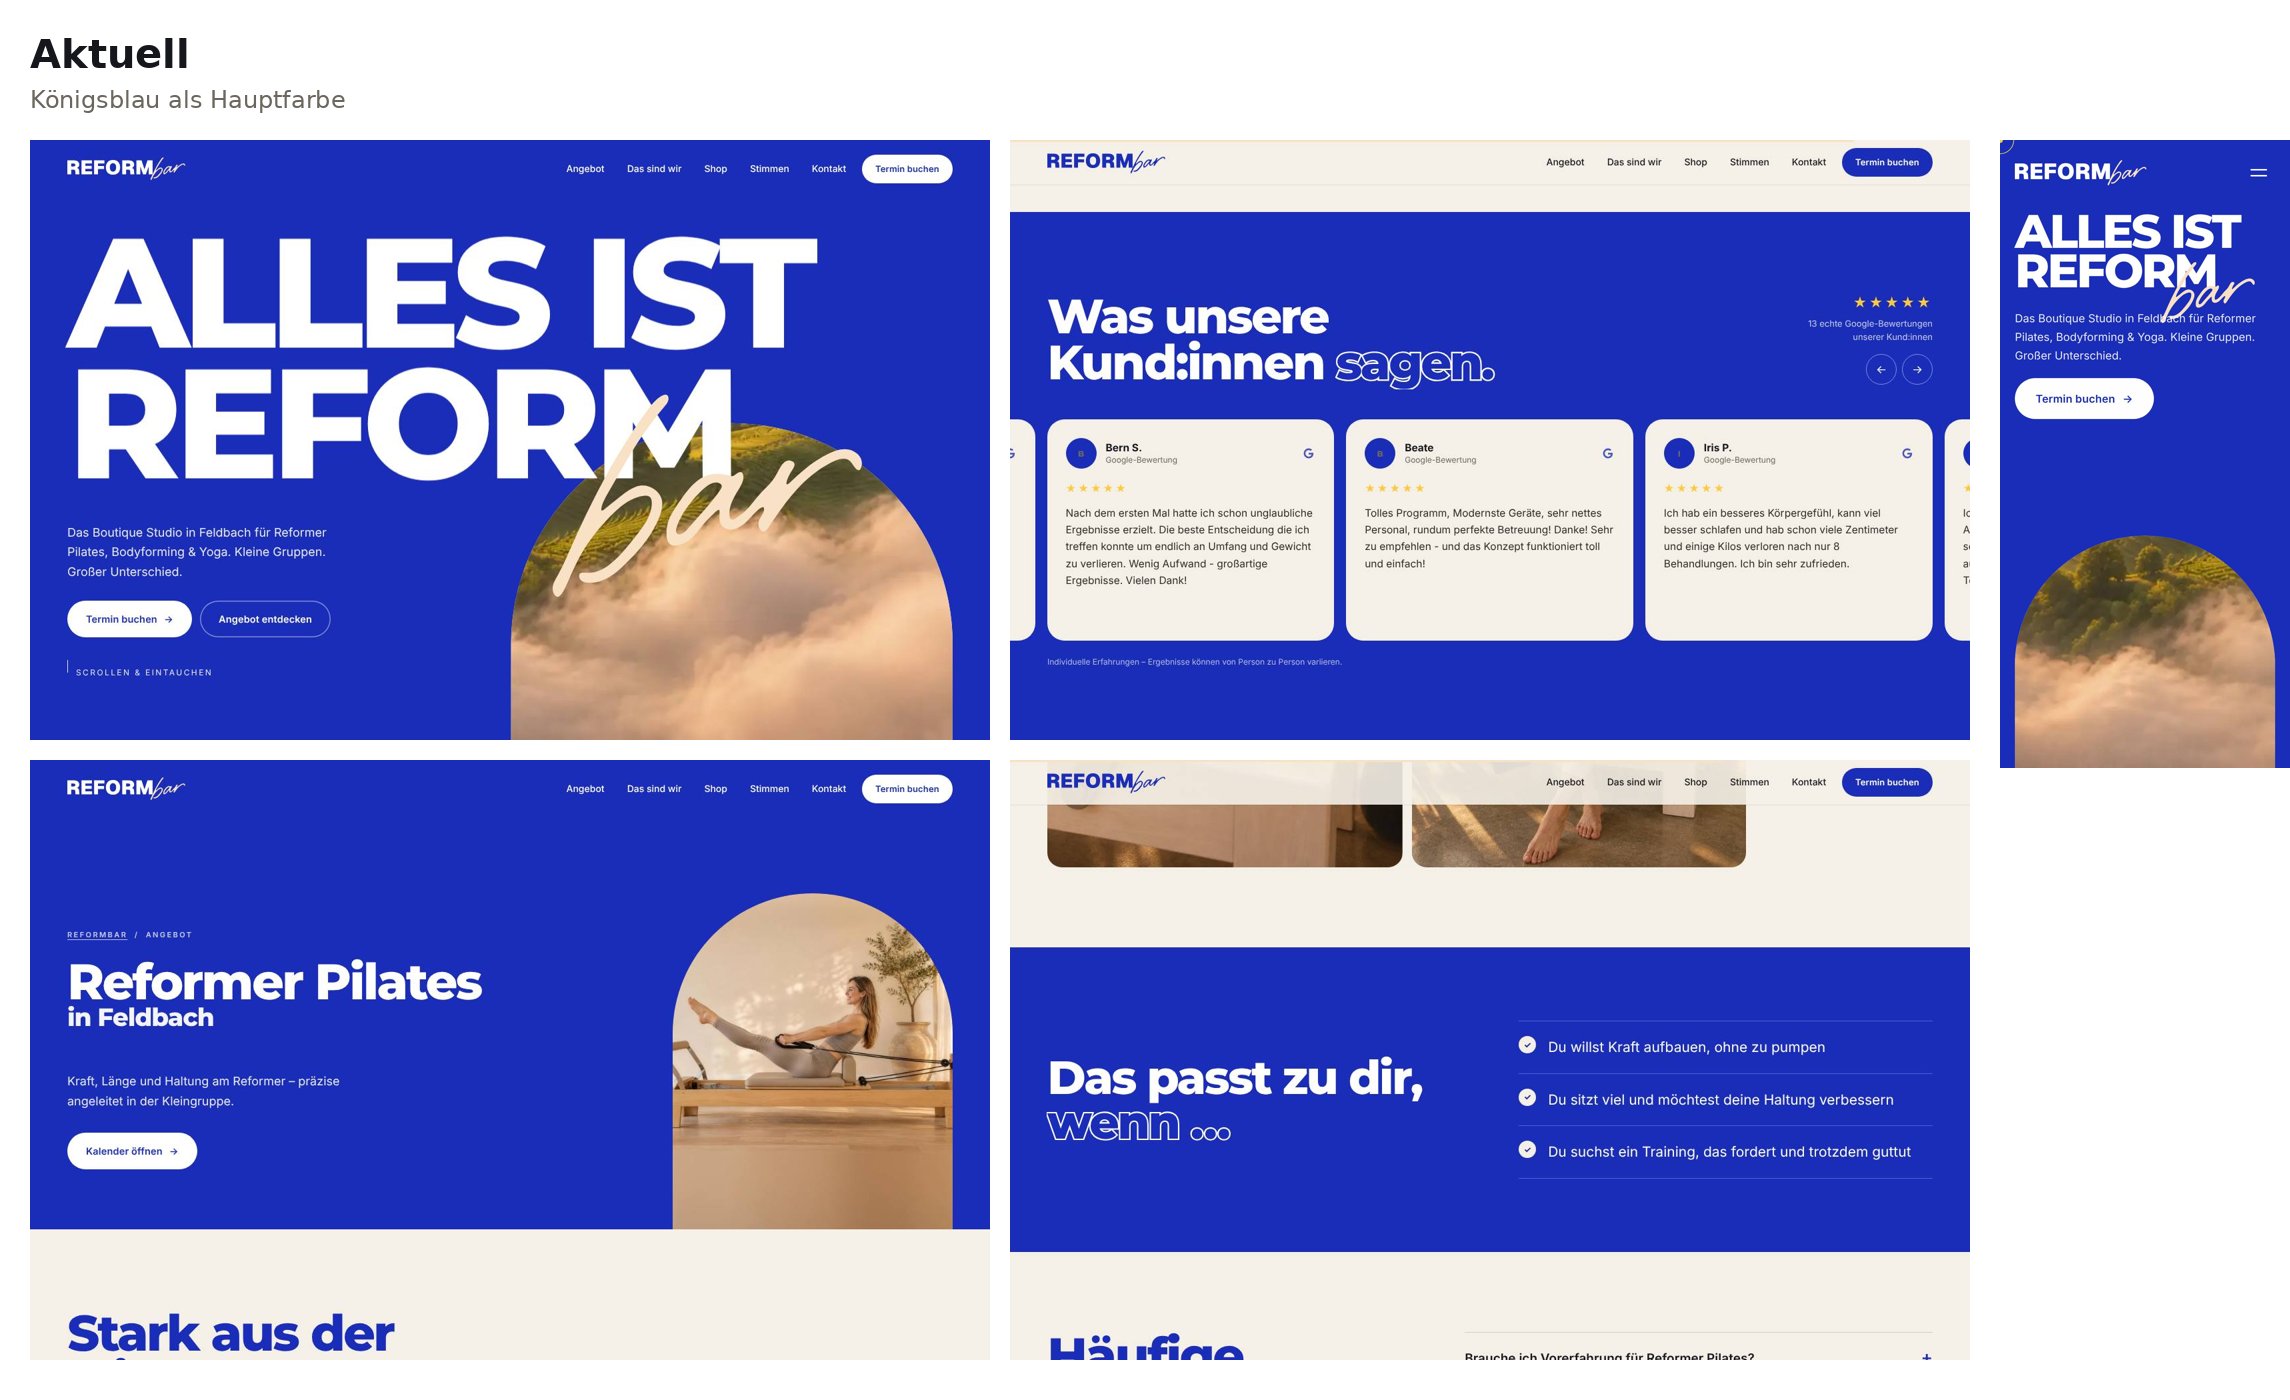 Aktuell
Königsblau als Hauptfarbe
REFORMbar
Angebot Das sind wir Shop Stimmen Kontakt Termin buchen
ALLES IST
REFORM
bar
Das Boutique Studio in Feldbach für Reformer
Pilates, Bodyforming & Yoga. Kleine Gruppen.
Großer Unterschied.
Termin buchen → Angebot entdecken
SCROLLEN & EINTAUCHEN
REFORMbar
Angebot Das sind wir Shop Stimmen Kontakt Termin buchen
Was unsere
Kund:innen sagen.
★★★★★
13 echte Google-Bewertungen
unserer Kund:innen
← →
G
B
Bern S.
Google-Bewertung
G
★★★★★
Nach dem ersten Mal hatte ich schon unglaubliche
Ergebnisse erzielt. Die beste Entscheidung die ich
treffen konnte um endlich an Umfang und Gewicht
zu verlieren. Wenig Aufwand - großartige
Ergebnisse. Vielen Dank!
B
Beate
Google-Bewertung
G
★★★★★
Tolles Programm, Modernste Geräte, sehr nettes
Personal, rundum perfekte Betreuung! Danke! Sehr
zu empfehlen - und das Konzept funktioniert toll
und einfach!
I
Iris P.
Google-Bewertung
G
★★★★★
Ich hab ein besseres Körpergefühl, kann viel
besser schlafen und hab schon viele Zentimeter
und einige Kilos verloren nach nur 8
Behandlungen. Ich bin sehr zufrieden.
Individuelle Erfahrungen – Ergebnisse können von Person zu Person variieren.
REFORMbar
ALLES IST
REFORM
bar
Das Boutique Studio in Feldbach für Reformer
Pilates, Bodyforming & Yoga. Kleine Gruppen.
Großer Unterschied.
Termin buchen →
REFORMbar
Angebot Das sind wir Shop Stimmen Kontakt Termin buchen
REFORMBAR / ANGEBOT
Reformer Pilates
in Feldbach
Kraft, Länge und Haltung am Reformer – präzise
angeleitet in der Kleingruppe.
Kalender öffnen →
Stark aus der
REFORMbar
Angebot Das sind wir Shop Stimmen Kontakt Termin buchen
Das passt zu dir,
wenn ...
Du willst Kraft aufbauen, ohne zu pumpen
Du sitzt viel und möchtest deine Haltung verbessern
Du suchst ein Training, das fordert und trotzdem guttut
Häufige
Brauche ich Vorerfahrung für Reformer Pilates? +